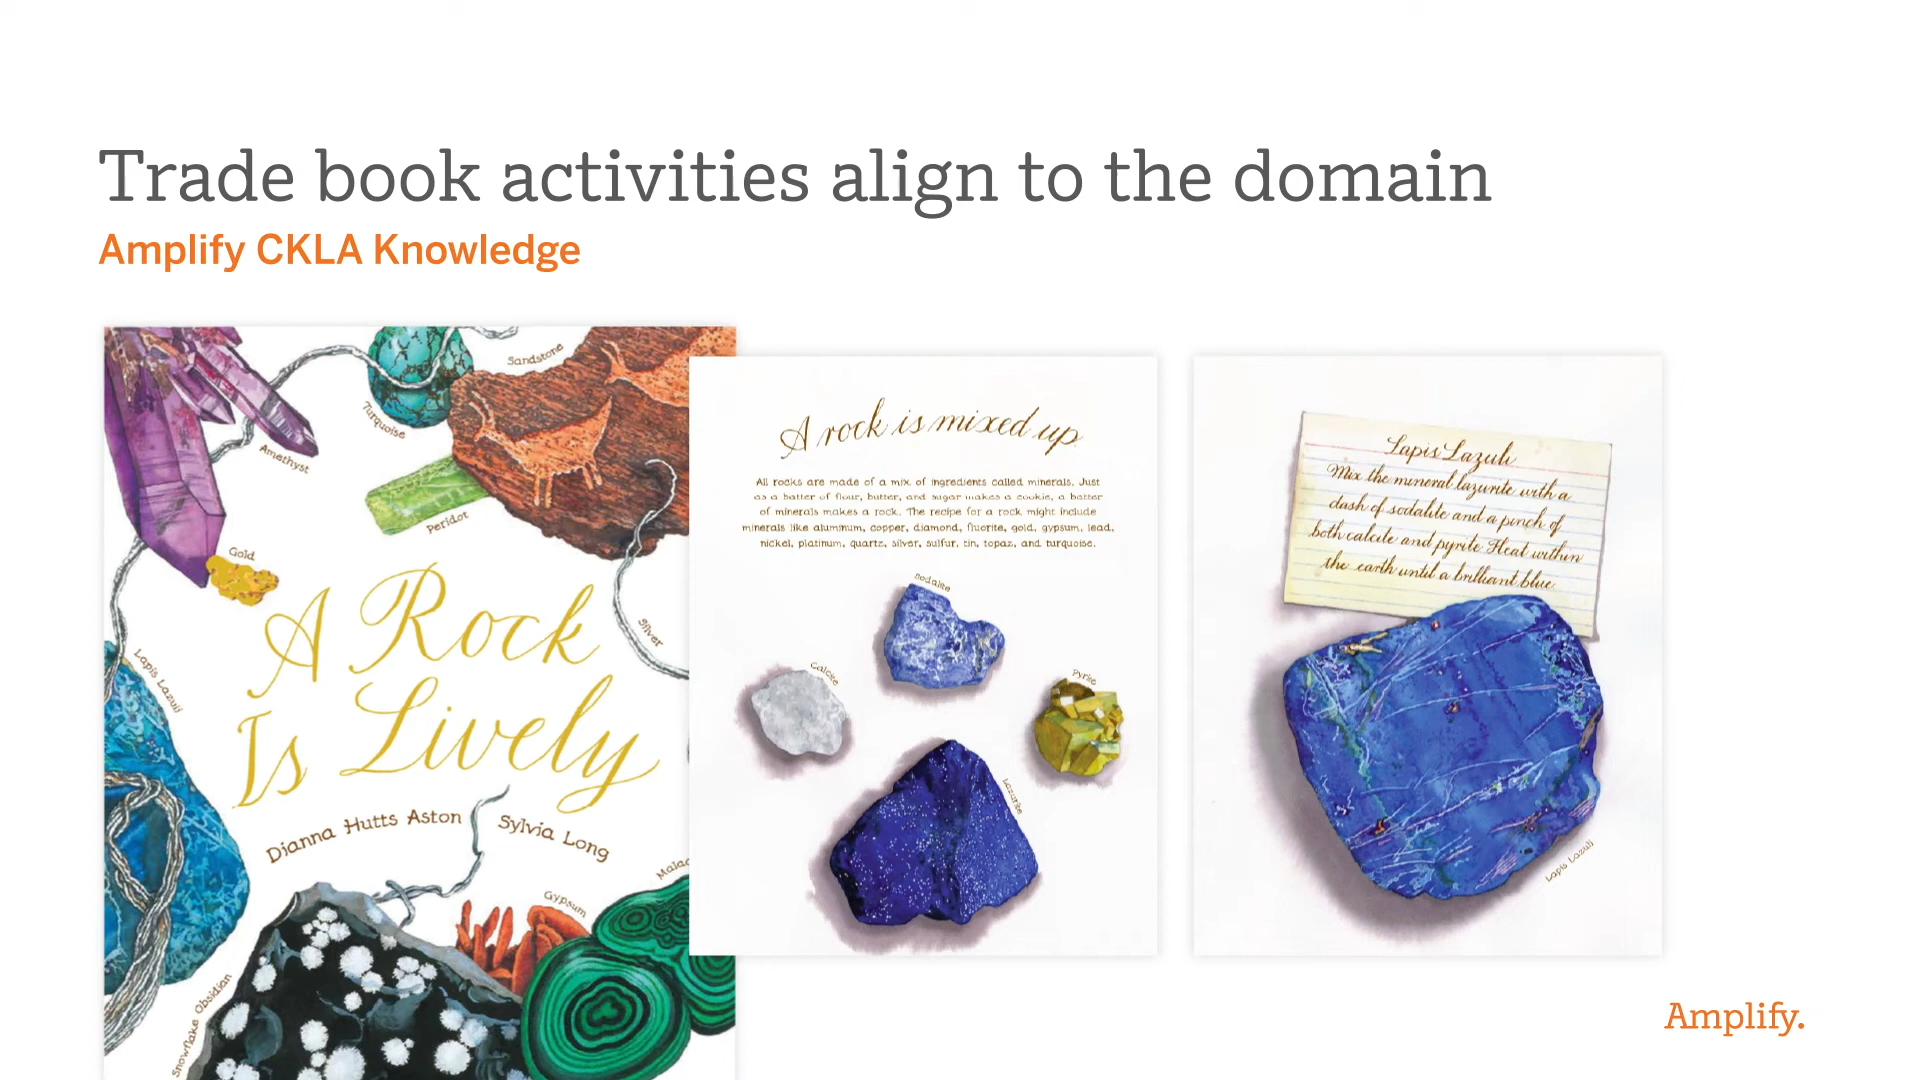 Trade book activities align to the domain
Amplify CKLA Knowledge
Sandstone
Turquoise
Amethyst
Peridot
Gold
Silver
Lapis Lazuli
A Rock
Is Lively
Dianna Hutts Aston
Sylvia Long
Gypsum
Snowflake Obsidian
A rock is mixed up
All rocks are made of a mix of ingredients called minerals. Just
as a batter of flour, butter, and sugar makes a cookie, a batter
of minerals makes a rock. The recipe for a rock might include
minerals like aluminum, copper, diamond, fluorite, gold, gypsum, lead,
nickel, platinum, quartz, silver, sulfur, tin, topaz, and turquoise.
Sodalite
Calcite
Pyrite
Lazurite
Lapis Lazuli
Mix the mineral lazurite with a
dash of sodalite and a pinch of
both calcite and pyrite. Heat within
the earth until a brilliant blue.
Lapis Lazuli
Amplify.